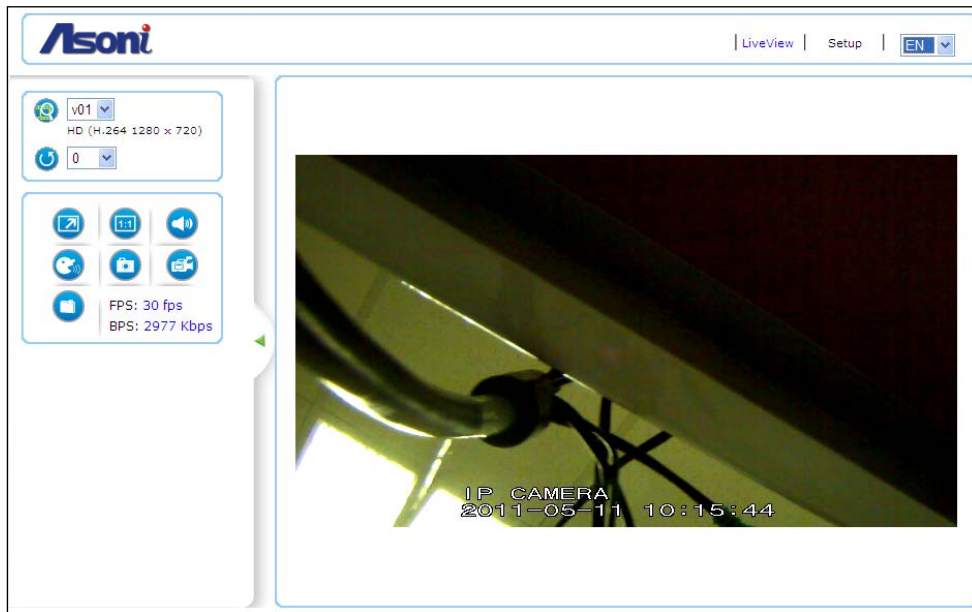 Asoni
LiveView
Setup
EN
v01
HD (H.264 1280 x 720)
0
1:1
FPS: 30 fps
BPS: 2977 Kbps
IP CAMERA
2011-05-11 10:15:44